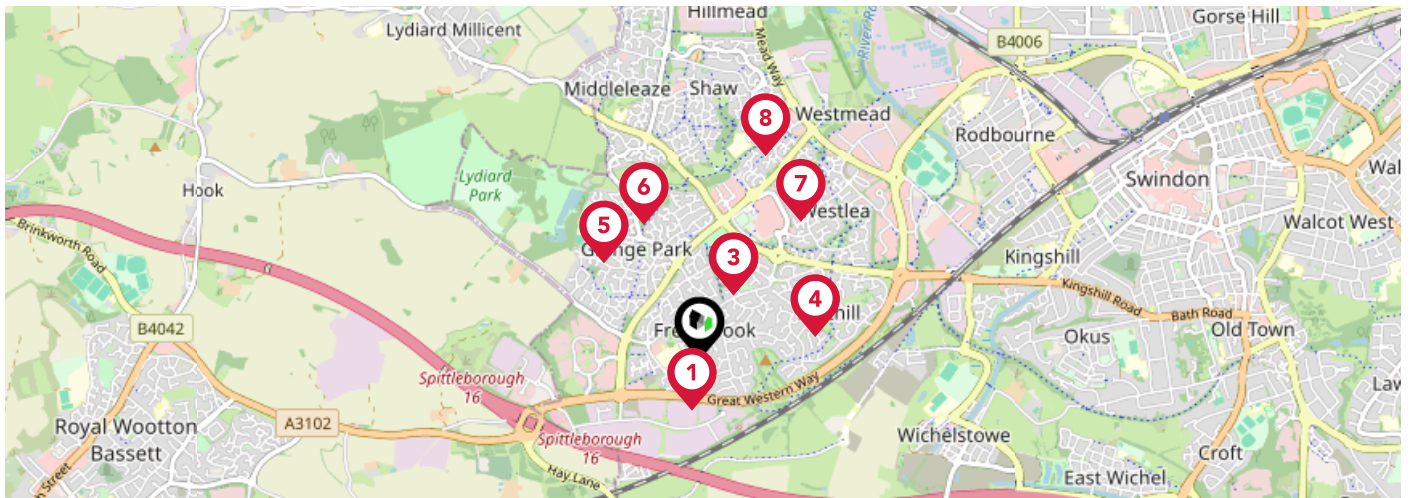 Hillmead
Gorse Hill
Lydiard Millicent
B4006
River
Mead Way
Middleleaze
Shaw
8
Westmead
Rodbourne
Lydiard
Park
Hook
6
7
Swindon
Westlea
Walcot West
5
Grange Park
3
Kingshill
Brinkworth Road
4
Kingshill Road
Bath Road
B4042
Okus
Old Town
1
Great Western Way
Spittleborough
16
A3102
Royal Wootton
Bassett
Spittleborough
16
Wichelstowe
Croft
Hay Lane
East Wichel